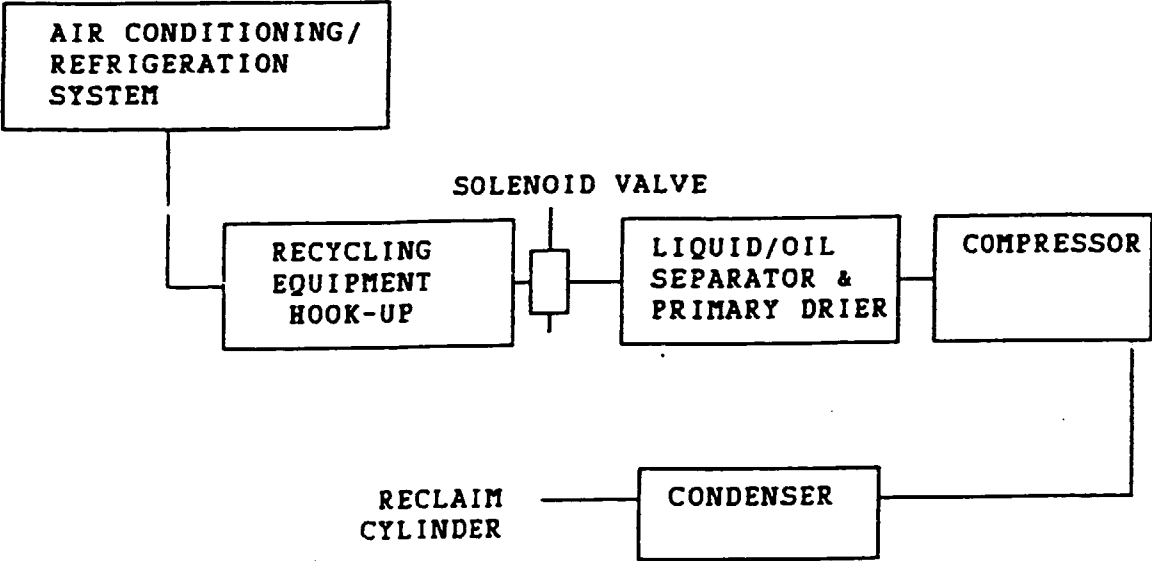 AIR CONDITIONING/
REFRIGERATION
SYSTEM
SOLENOID VALVE
RECYCLING
EQUIPMENT
HOOK-UP
LIQUID/OIL
SEPARATOR &
PRIMARY DRIER
COMPRESSOR
RECLAIM
CYLINDER
CONDENSER